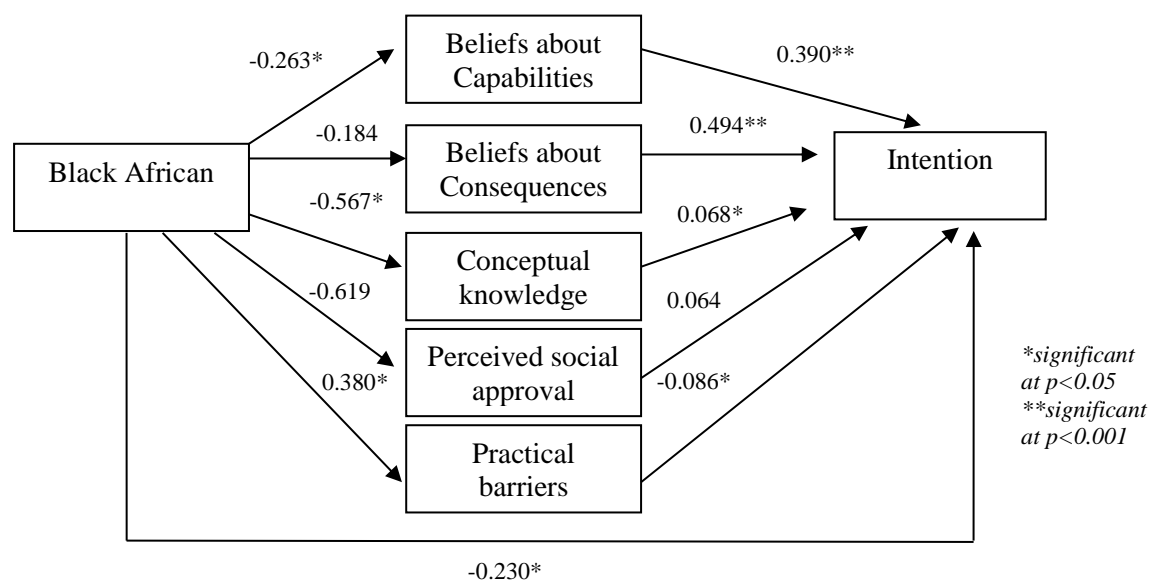 Beliefs about
Capabilities
-0.263*
0.390**
-0.184
0.494**
Black African
Beliefs about
Consequences
Intention
-0.567*
0.068*
Conceptual
knowledge
-0.619
0.064
Perceived social
approval
0.380*
-0.086*
*significant
at p<0.05
**significant
at p<0.001
Practical
barriers
-0.230*